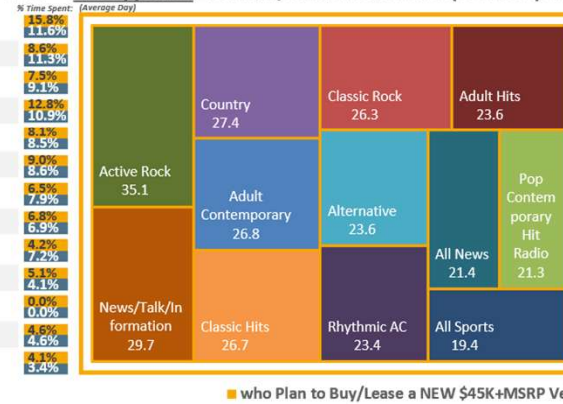 % Time Spent: (Average Day)
15.8%
11.6%
8.6%
11.3%
7.5%
9.1%
12.8%
10.9%
8.1%
8.5%
9.0%
8.6%
6.5%
7.9%
6.8%
6.9%
4.2%
7.2%
5.1%
4.1%
0.0%
0.0%
4.6%
4.6%
4.1%
3.4%
Active Rock
35.1
News/Talk/In
formation
29.7
Country
27.4
Adult
Contemporary
26.8
Classic Hits
26.7
Classic Rock
26.3
Adult Hits
23.6
Alternative
23.6
Rhythmic AC
23.4
All News
21.4
Pop
Contem
porary
Hit
Radio
21.3
All Sports
19.4
who Plan to Buy/Lease a NEW $45K+MSRP Ve